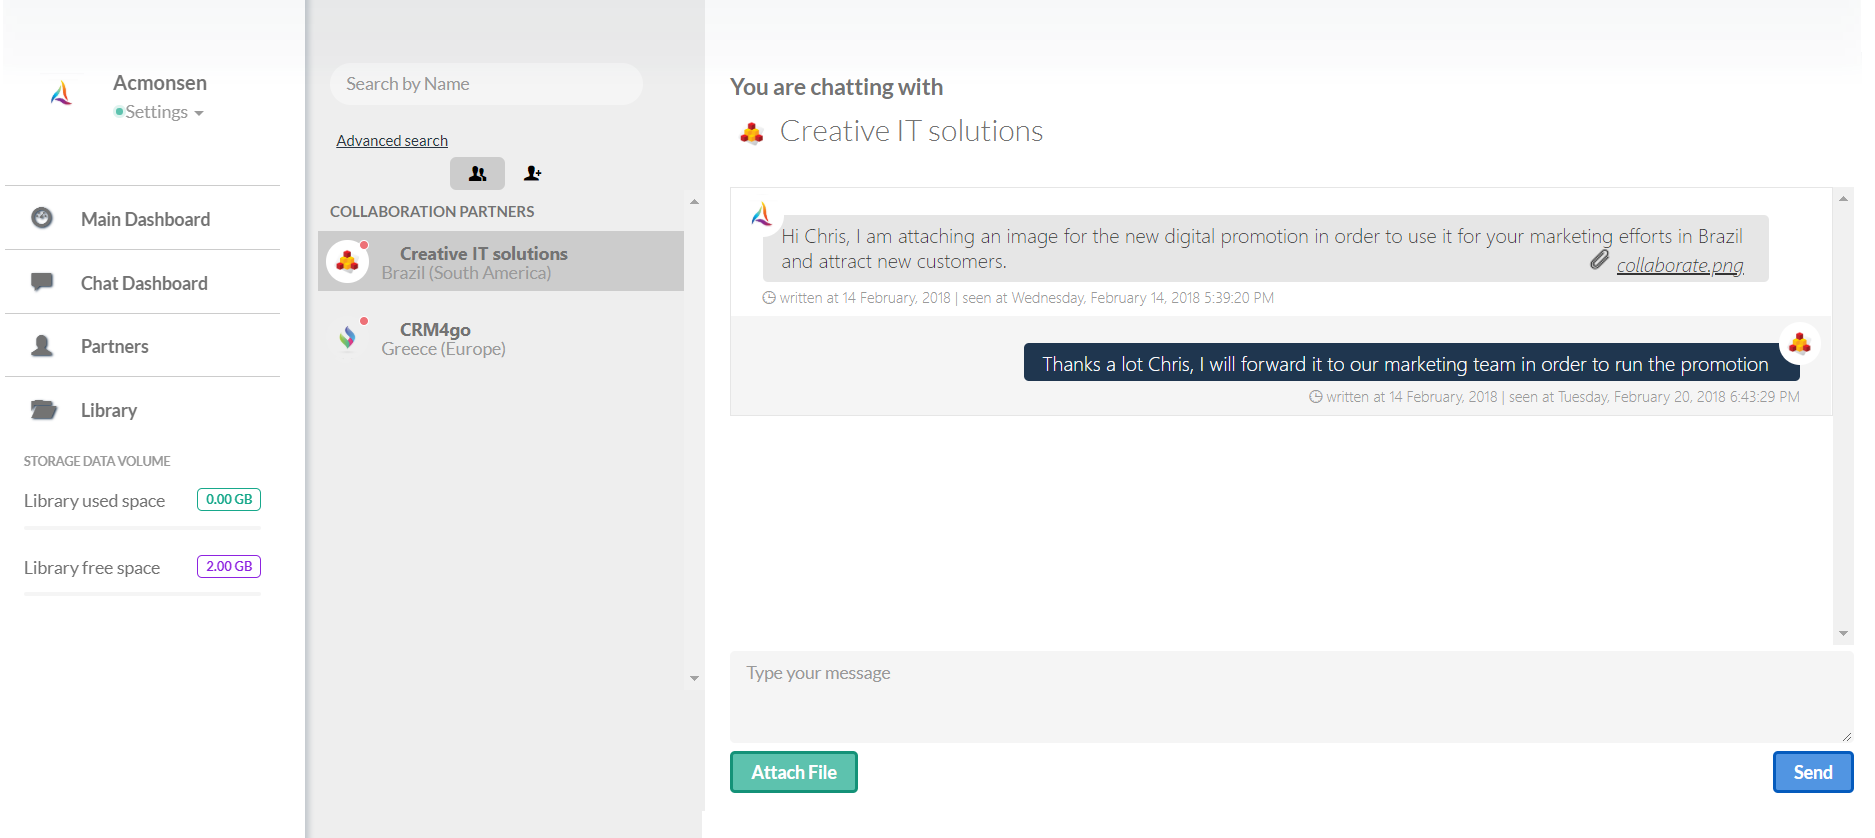 Acmonsen
Settings
Main Dashboard
Chat Dashboard
Partners
Library
STORAGE DATA VOLUME
Library used space 0.00 GB
Library free space 2.00 GB
Search by Name
Advanced search
COLLABORATION PARTNERS
Creative IT solutions
Brazil (South America)
CRM4go
Greece (Europe)
You are chatting with
Creative IT solutions
Hi Chris, I am attaching an image for the new digital promotion in order to use it for your marketing efforts in Brazil
and attract new customers.
collaborate.png
written at 14 February, 2018 | seen at Wednesday, February 14, 2018 5:39:20 PM
Thanks a lot Chris, I will forward it to our marketing team in order to run the promotion
written at 14 February, 2018 | seen at Tuesday, February 20, 2018 6:43:29 PM
Type your message
Attach File
Send